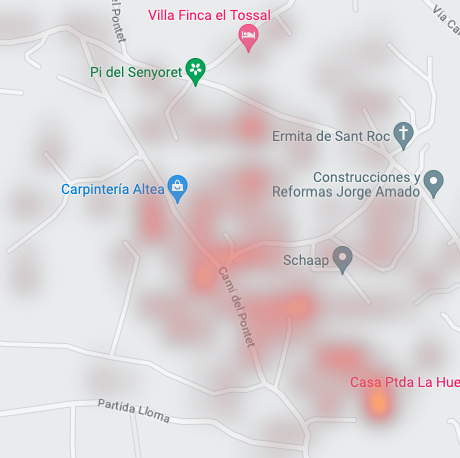 del Pontet
Villa Finca el Tossal
Via Ca
Pi del Senyoret
Ermita de Sant Roc
Construcciones y
Reformas Jorge Amado
Carpintería Altea
Schaap
Camí del Pontet
Casa Ptda La Hue
Partida Lloma